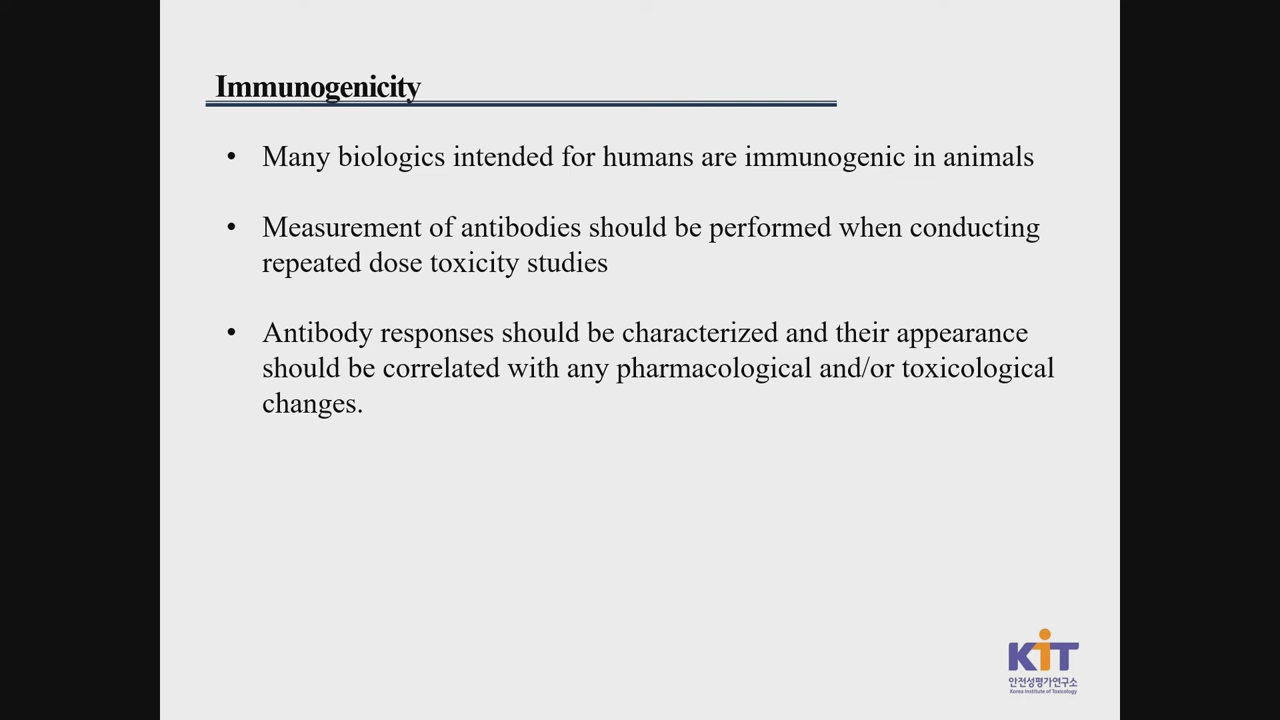 Immunogenicity
• Many biologics intended for humans are immunogenic in animals
• Measurement of antibodies should be performed when conducting
repeated dose toxicity studies
• Antibody responses should be characterized and their appearance
should be correlated with any pharmacological and/or toxicological
changes.
KiT
안전성평가연구소
Korea Institute of Toxicology